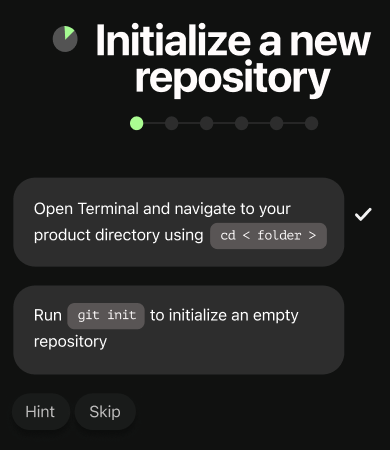 Initialize a new
repository
Open Terminal and navigate to your
product directory using cd < folder >
Run git init to initialize an empty
repository
Hint Skip